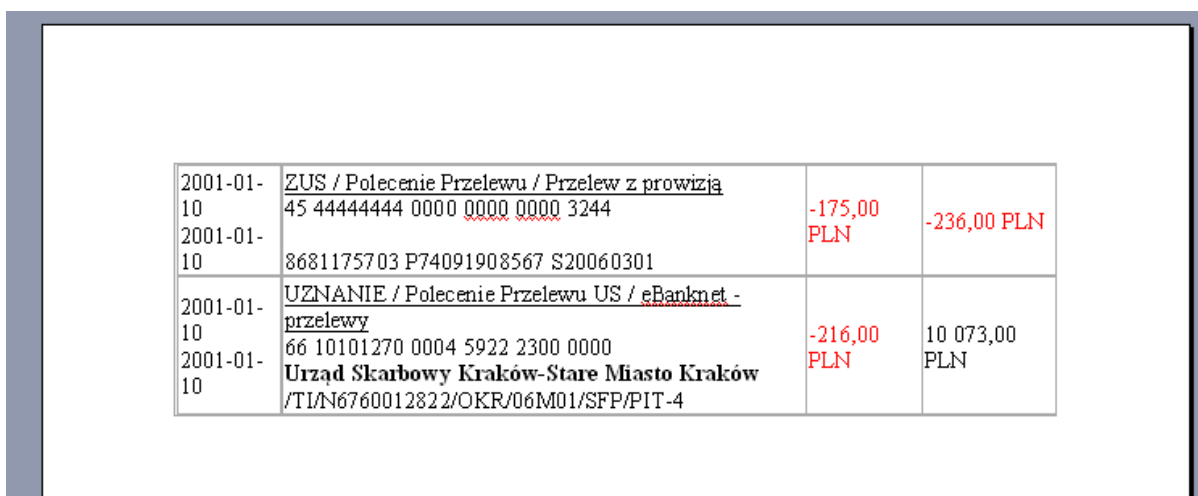 2001-01-
10
2001-01-
10
ZUS / Polecenie Przelewu / Przelew z prowizją
45 44444444 0000 0000 0000 3244
8681175703 P74091908567 S20060301
-175,00
PLN
-236,00 PLN
2001-01-
10
2001-01-
10
UZNANIE / Polecenie Przelewu US / eBanknet -
przelewy
66 10101270 0004 5922 2300 0000
Urząd Skarbowy Kraków-Stare Miasto Kraków
/TI/N6760012822/OKR/06M01/SFP/PIT-4
-216,00
PLN
10 073,00
PLN